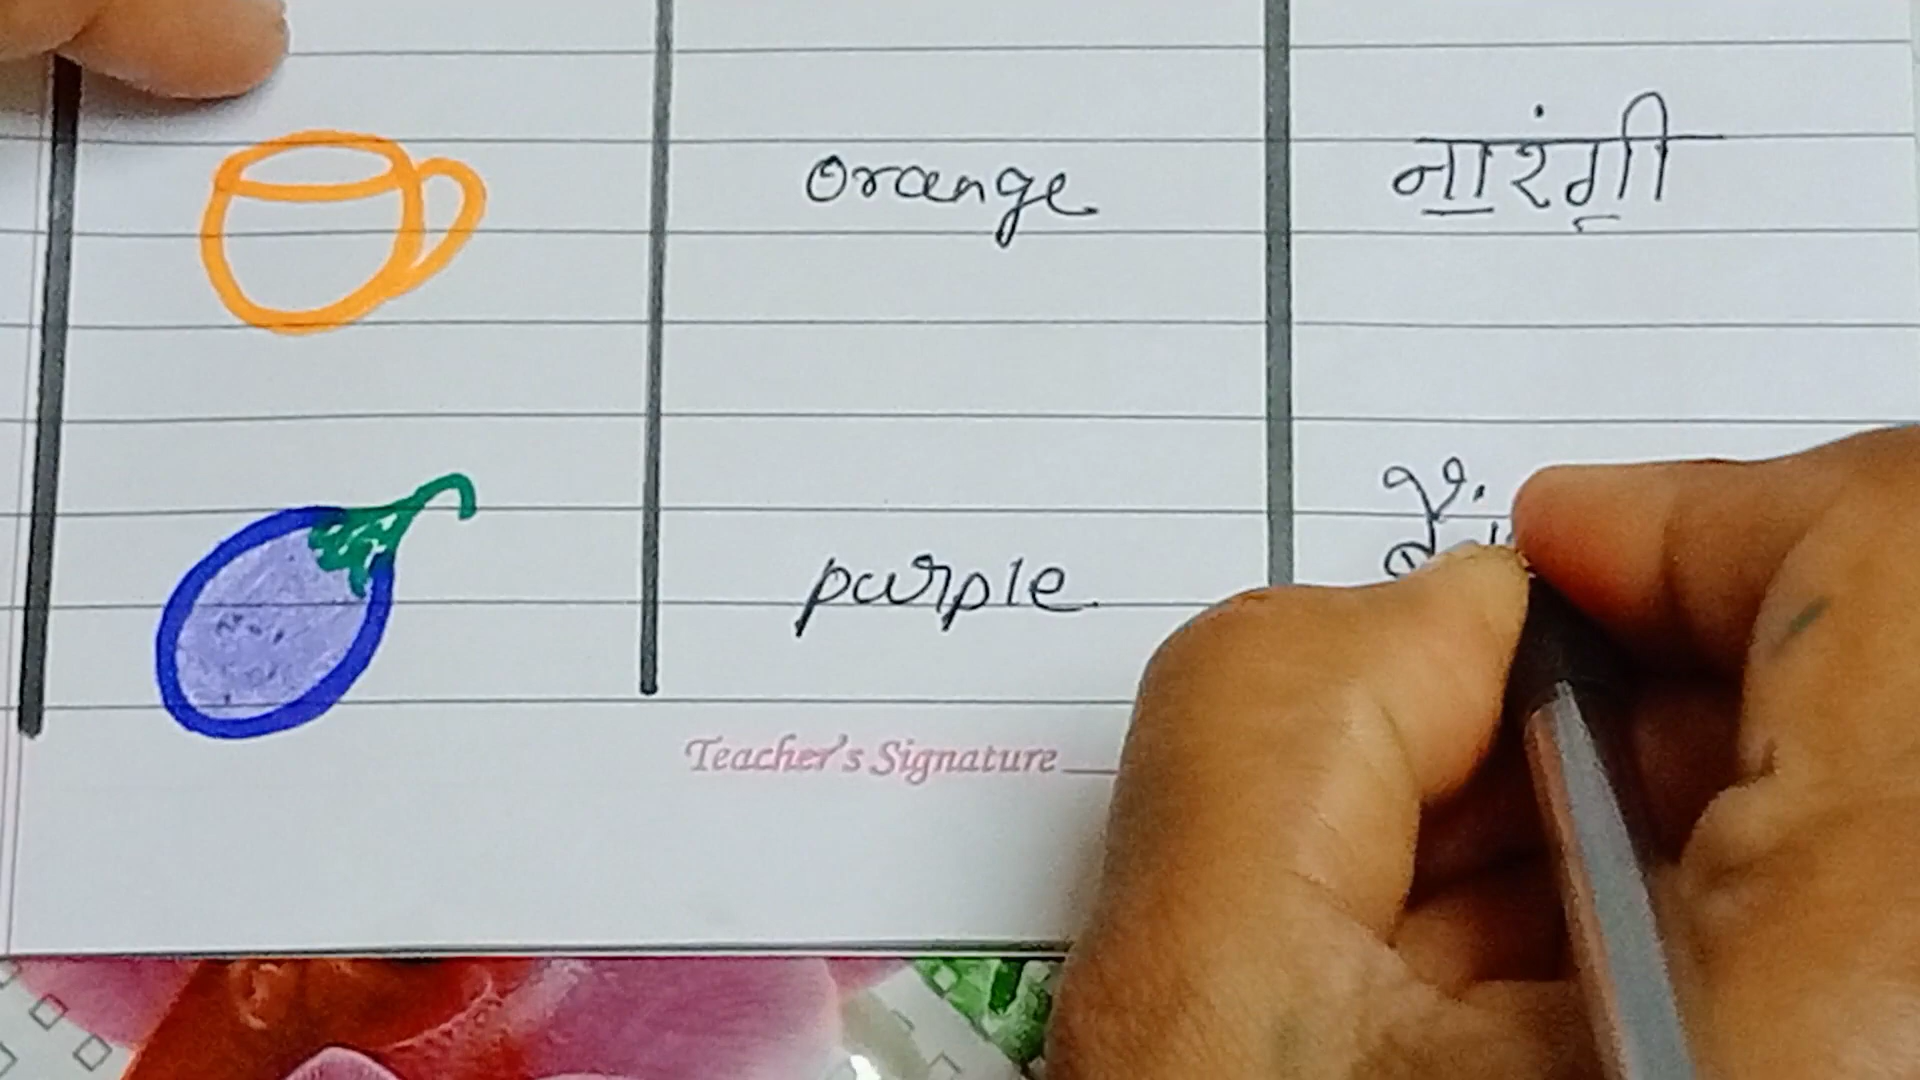 orange नारंगी
purple
Teacher's Signature